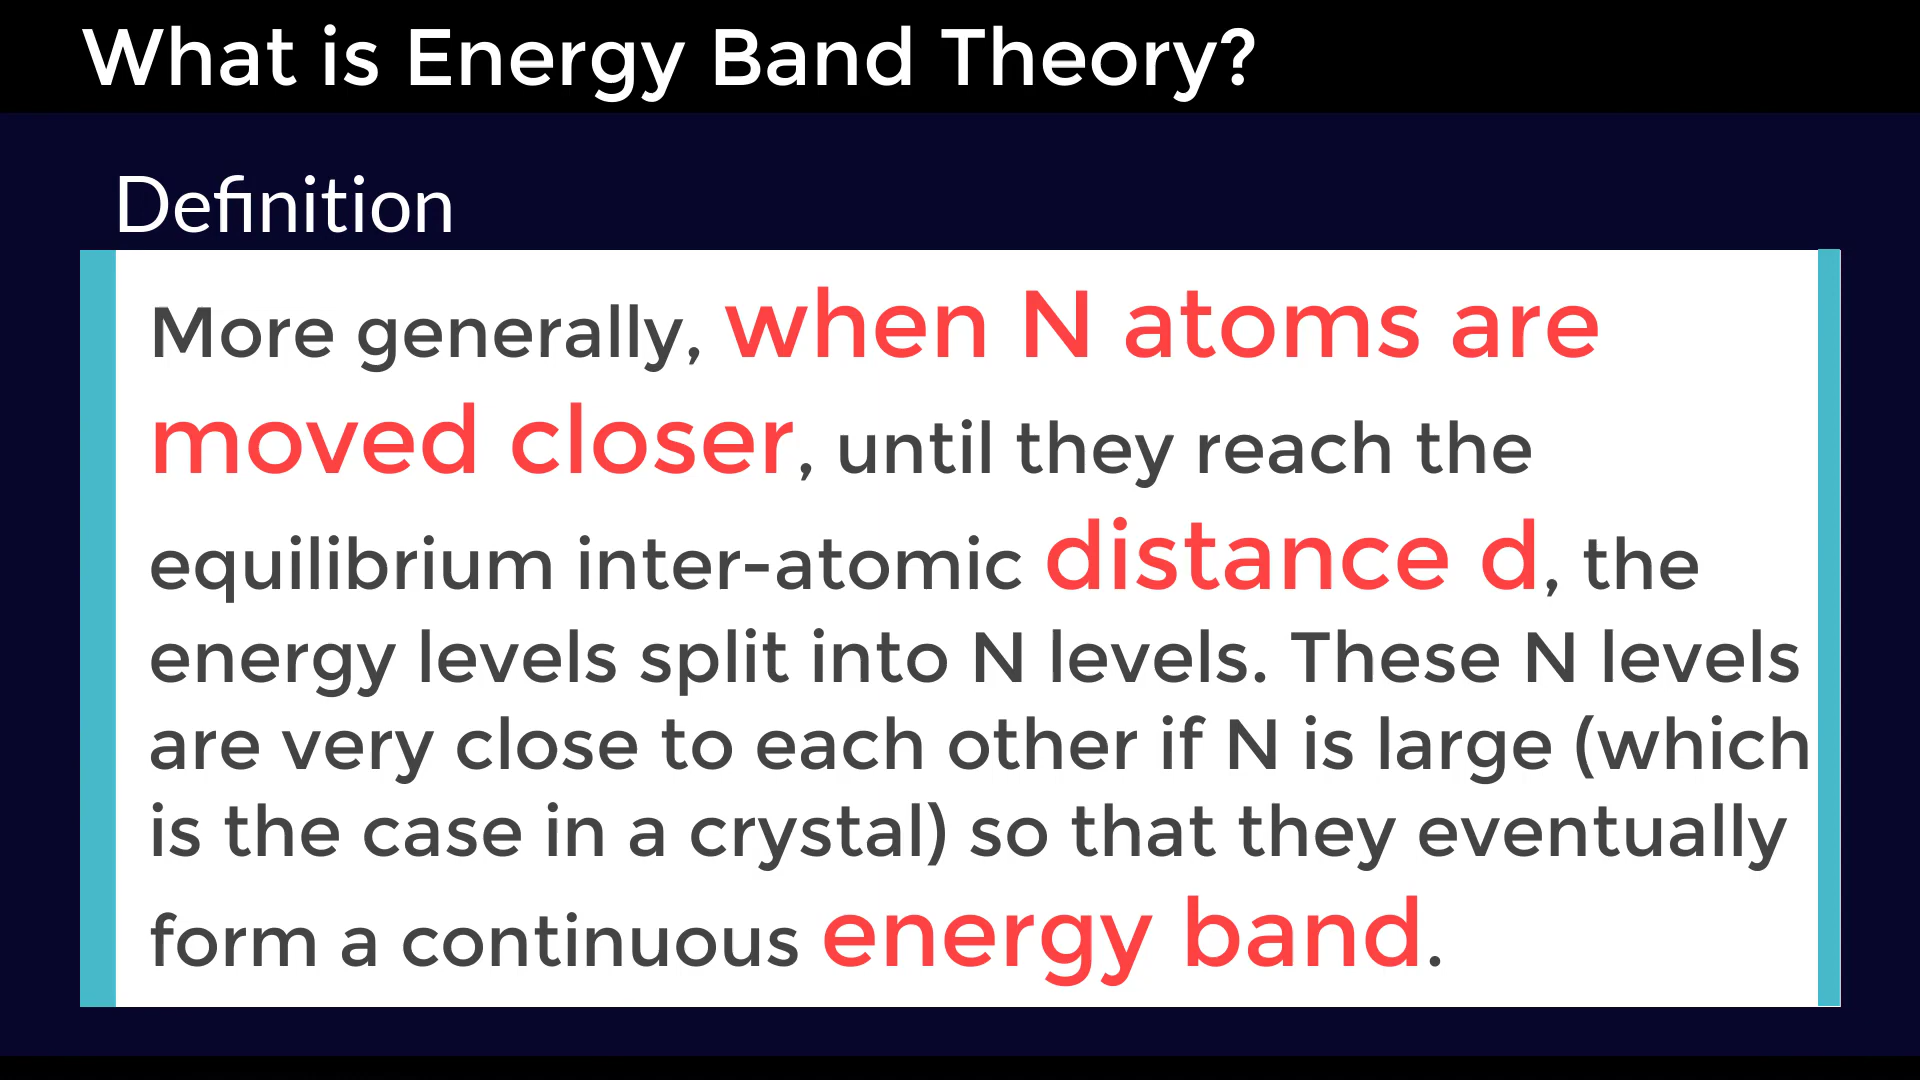 What is Energy Band Theory?
Definition
More generally, when N atoms are
moved closer, until they reach the
equilibrium inter-atomic distance d, the
energy levels split into N levels. These N levels
are very close to each other if N is large (which
is the case in a crystal) so that they eventually
form a continuous energy band.